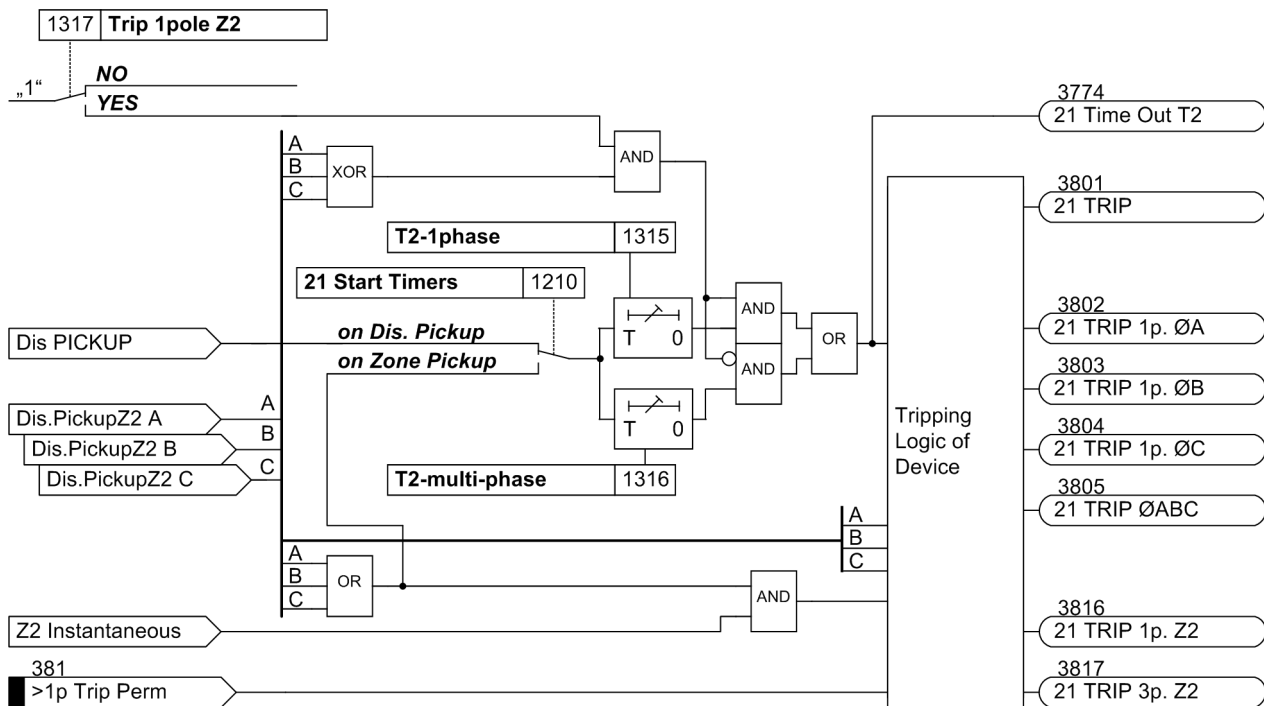 1317 Trip 1pole Z2
„1“
NO
YES
3774
21 Time Out T2
A
B
C
XOR
AND
3801
21 TRIP
T2-1phase 1315
21 Start Timers 1210
AND
T 0
3802
21 TRIP 1p. ØA
Dis PICKUP
on Dis. Pickup
on Zone Pickup
OR
AND
3803
21 TRIP 1p. ØB
Dis.PickupZ2 A
A
Dis.PickupZ2 B
B
Dis.PickupZ2 C
C
T 0
Tripping
Logic of
Device
3804
21 TRIP 1p. ØC
T2-multi-phase 1316
3805
21 TRIP ØABC
A
B
C
A
B
C
OR
AND
Z2 Instantaneous
3816
21 TRIP 1p. Z2
381
>1p Trip Perm
3817
21 TRIP 3p. Z2